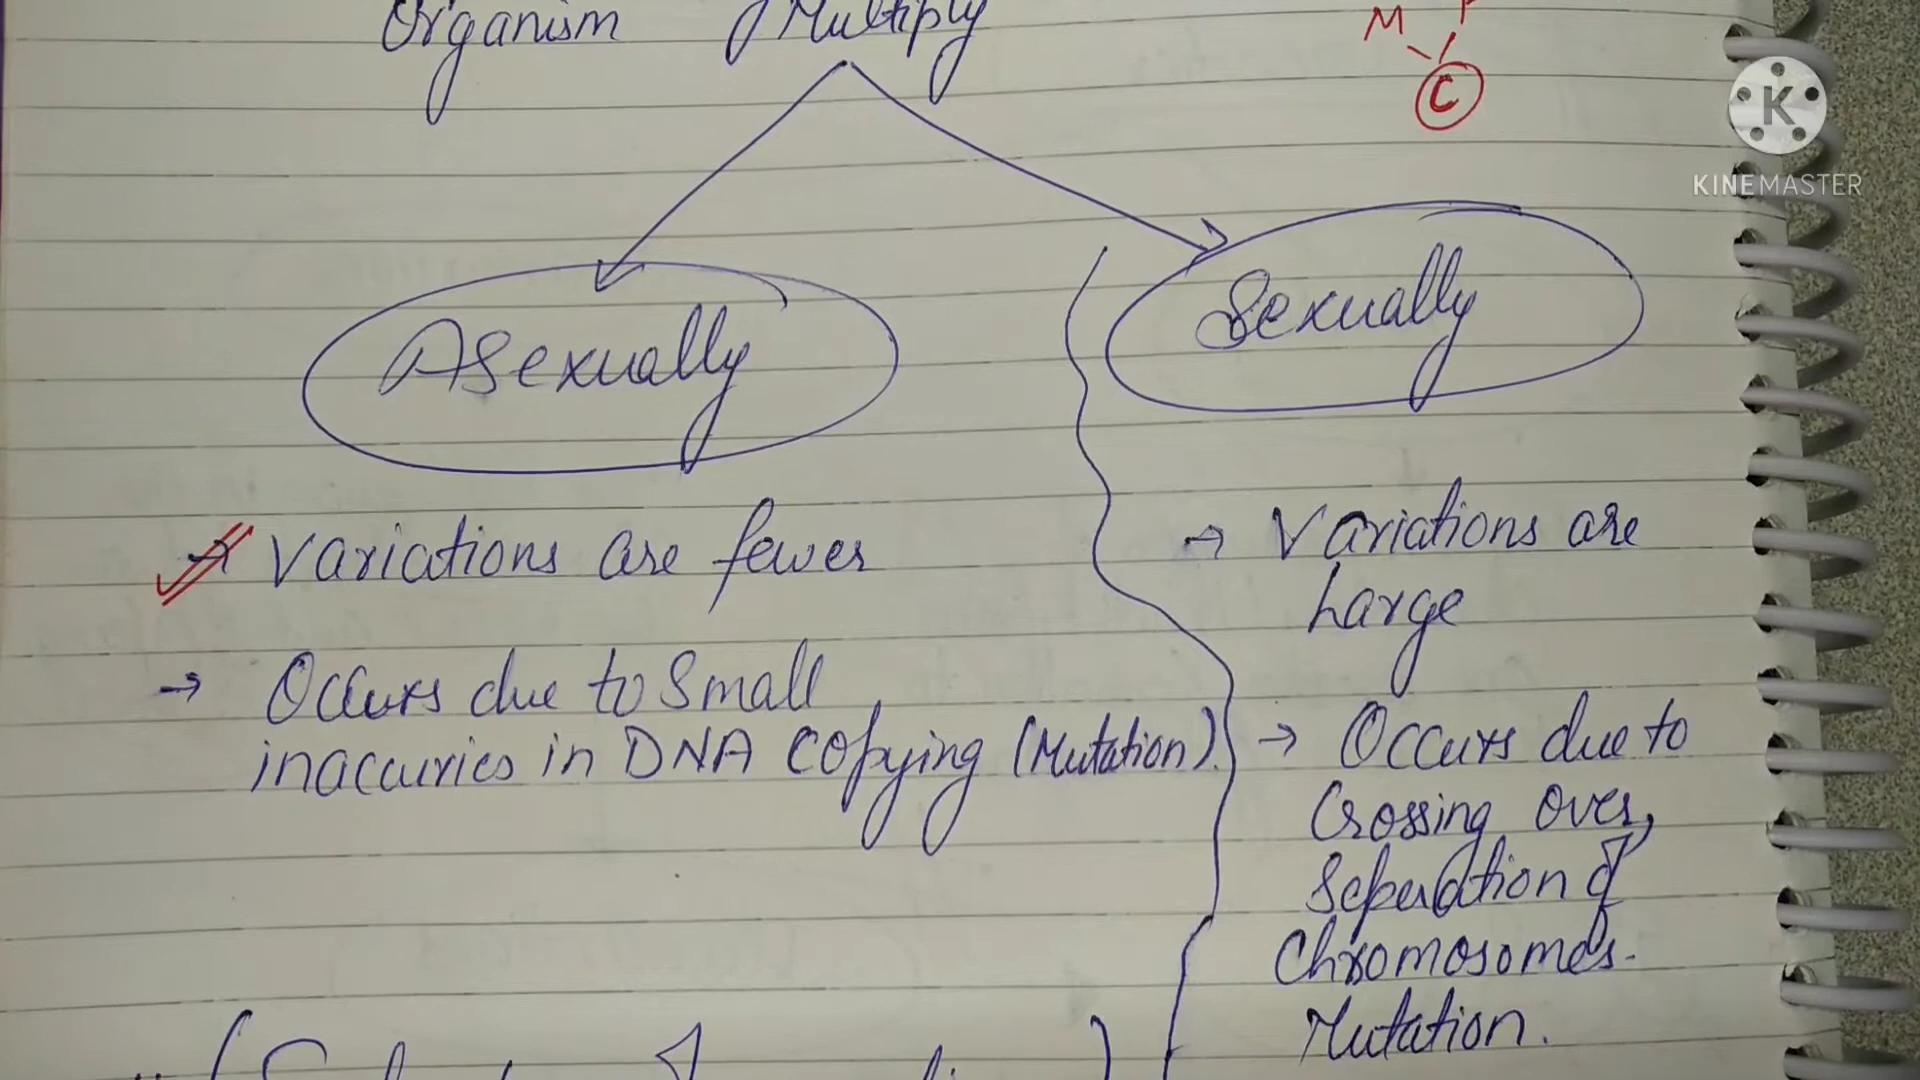 Organism Multiply
M F
C
K
KINEMASTER
Asexually
Sexually
→ Variations are fewer
→ Occurs due to Small
inaccuries in DNA Copying (Mutation).
→ Variations are
Large
→ Occurs due to
Crossing over,
Seperation of
Chromosomes.
Mutation.